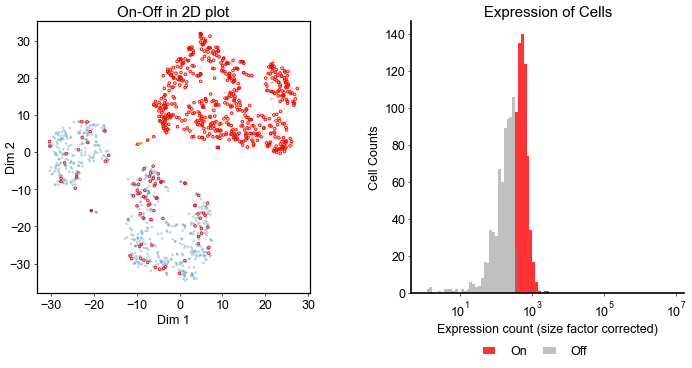 On-Off in 2D plot
Dim 2
30
20
10
0
−10
−20
−30
−30 −20 −10 0 10 20 30
Dim 1
Expression of Cells
Cell Counts
140
120
100
80
60
40
20
0
10^1 10^3 10^5 10^7
Expression count (size factor corrected)
On Off